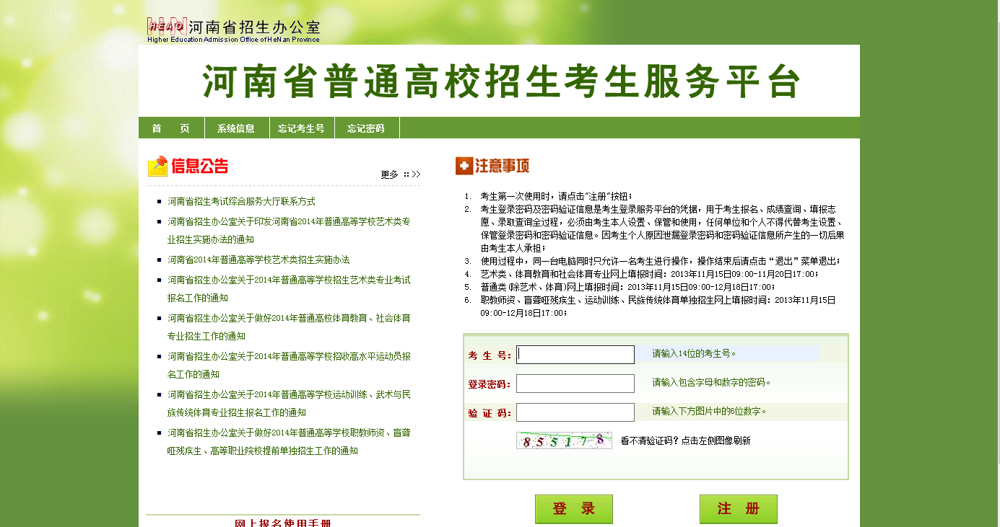 HEAO 河南省招生办公室
Higher Education Admission Office of HeNan Province
河南省普通高校招生考生服务平台
首 页 系统信息 忘记考生号 忘记密码
信息公告
更多 :: >>
河南省招生考试综合服务大厅联系方式
河南省招生办公室关于印发河南省2014年普通高等学校艺术类专
业招生实施办法的通知
河南省2014年普通高等学校艺术类招生实施办法
河南省招生办公室关于2014年普通高等学校招生艺术类专业考试
报名工作的通知
河南省招生办公室关于做好2014年普通高校体育教育、社会体育
专业招生工作的通知
河南省招生办公室关于2014年普通高等学校招收高水平运动员报
名工作的通知
河南省招生办公室关于2014年普通高等学校运动训练、武术与民
族传统体育专业招生报名工作的通知
河南省招生办公室关于做好2014年普通高等学校职教师资、盲聋
哑残疾生、高等职业院校提前单独招生工作的通知
网上报名使用手册
注意事项
1. 考生第一次使用时，请点击"注册"按钮；
2. 考生登录密码及密码验证信息是考生登录服务平台的凭据，用于考生报名、成绩查询、填报志
愿、录取查询全过程，必须由考生本人设置、保管和使用，任何单位和个人不得代替考生设置、
保管登录密码和密码验证信息。因考生个人原因泄漏登录密码和密码验证信息所产生的一切后果
由考生本人承担；
3. 使用过程中，同一台电脑同时只允许一名考生进行操作，操作结束后请点击“退出”菜单退出；
4. 艺术类、体育教育和社会体育专业网上填报时间：2013年11月15日09:00-11月20日17:00；
5. 普通类(除艺术、体育)网上填报时间：2013年11月15日09:00-12月18日17:00；
6. 职教师资、盲聋哑残疾生、运动训练、民族传统体育单独招生网上填报时间：2013年11月15日
09:00-12月18日17:00；
考 生 号： 请输入14位的考生号。
登录密码： 请输入包含字母和数字的密码。
验 证 码： 请输入下方图片中的6位数字。
855178 看不清验证码？点击左侧图像刷新
登 录 注 册